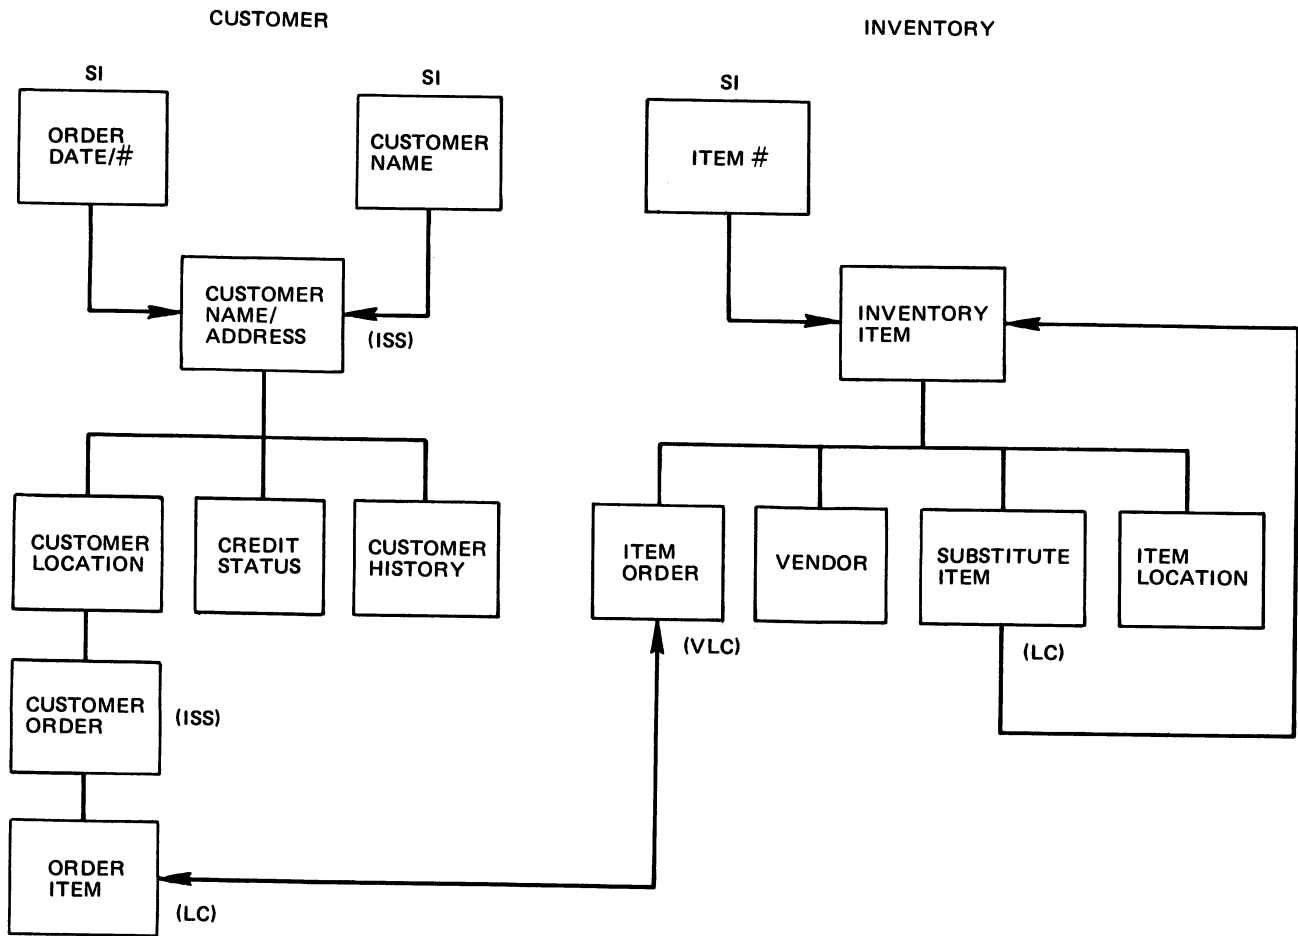 CUSTOMER
INVENTORY
SI
SI
SI
ORDER
DATE/#
CUSTOMER
NAME
ITEM #
CUSTOMER
NAME/
ADDRESS
(ISS)
INVENTORY
ITEM
CUSTOMER
LOCATION
CREDIT
STATUS
CUSTOMER
HISTORY
ITEM
ORDER
VENDOR
SUBSTITUTE
ITEM
ITEM
LOCATION
(VLC)
(LC)
CUSTOMER
ORDER
(ISS)
ORDER
ITEM
(LC)